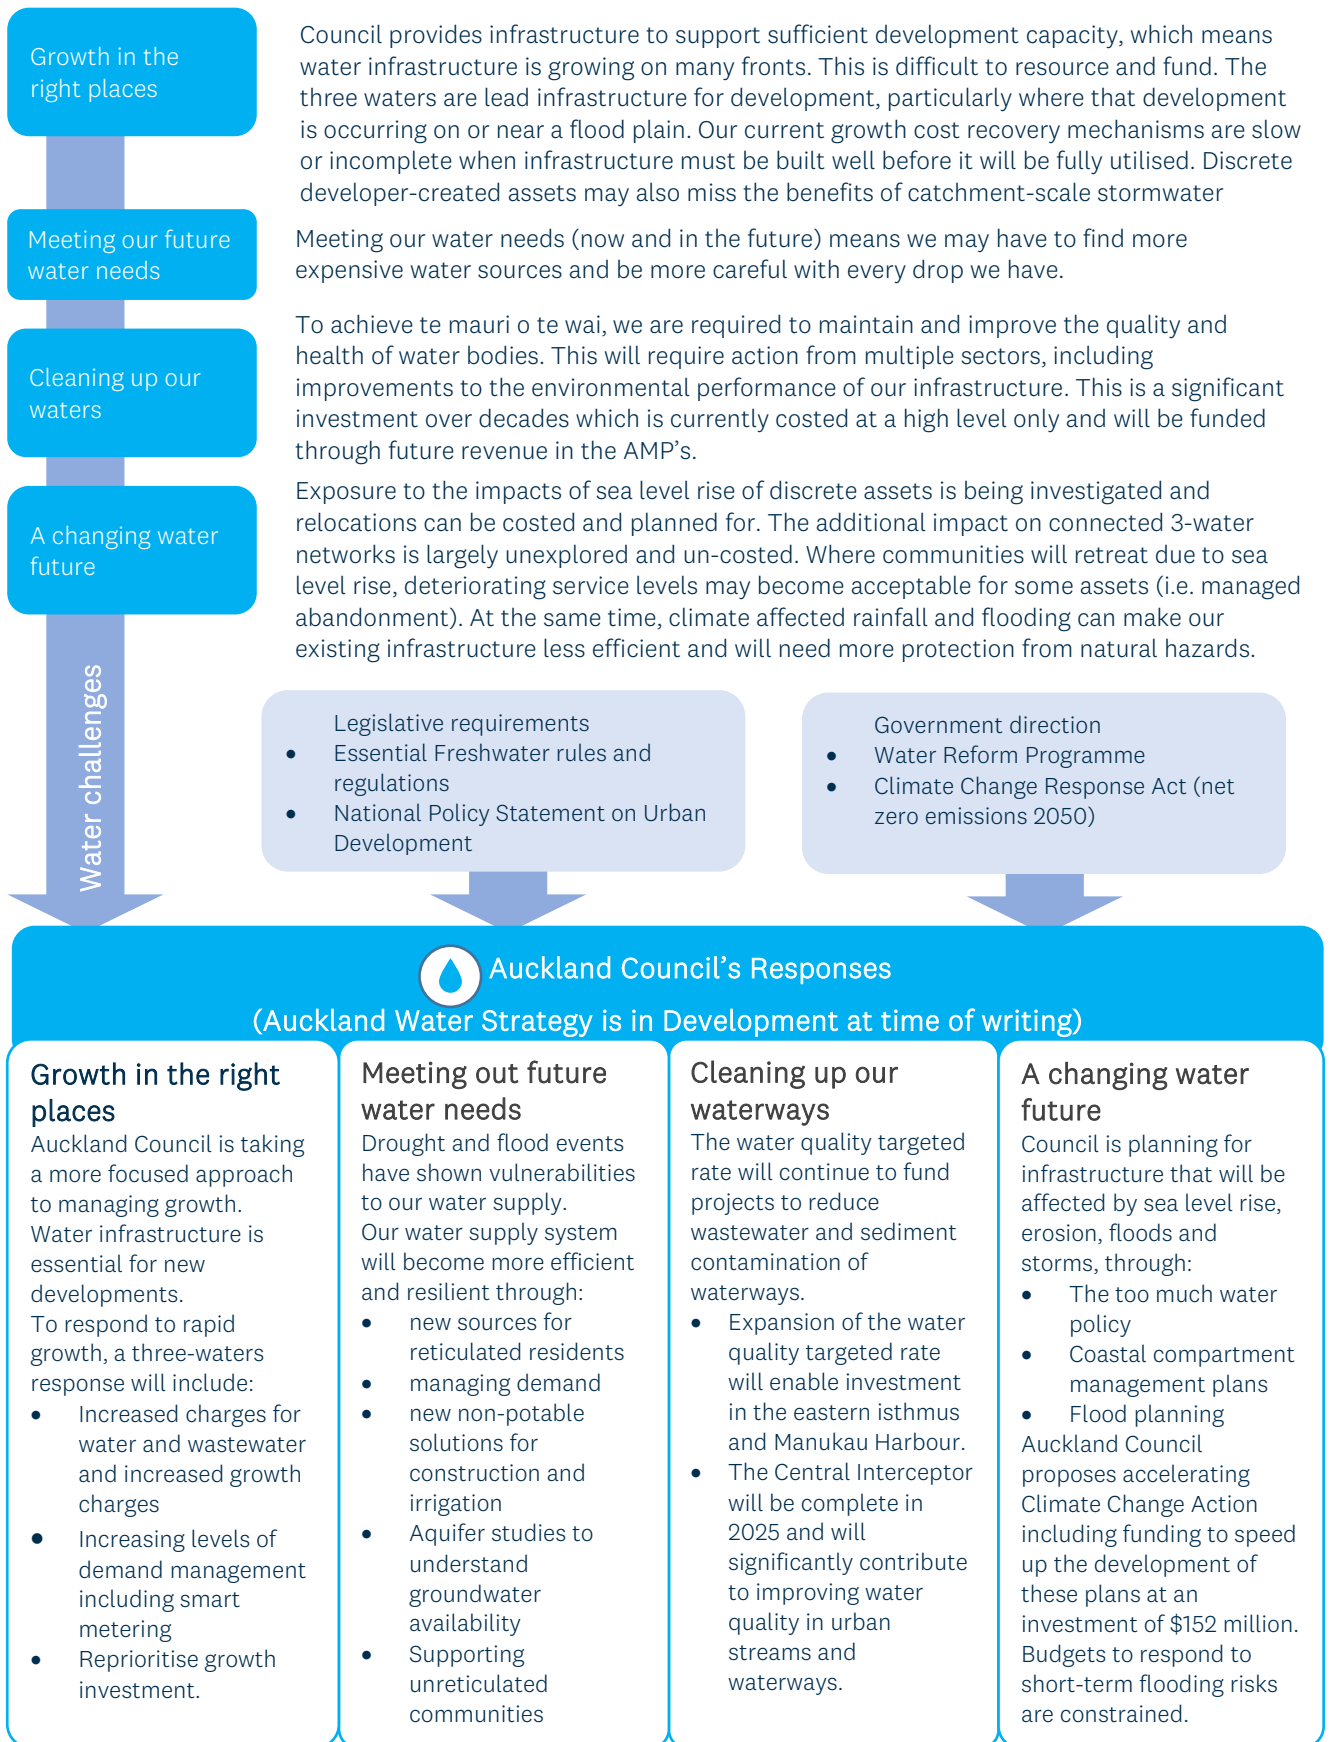 Growth in the
right places
Council provides infrastructure to support sufficient development capacity, which means
water infrastructure is growing on many fronts. This is difficult to resource and fund. The
three waters are lead infrastructure for development, particularly where that development
is occurring on or near a flood plain. Our current growth cost recovery mechanisms are slow
or incomplete when infrastructure must be built well before it will be fully utilised. Discrete
developer-created assets may also miss the benefits of catchment-scale stormwater
Meeting our future
water needs
Meeting our water needs (now and in the future) means we may have to find more
expensive water sources and be more careful with every drop we have.
Cleaning up our
waters
To achieve te mauri o te wai, we are required to maintain and improve the quality and
health of water bodies. This will require action from multiple sectors, including
improvements to the environmental performance of our infrastructure. This is a significant
investment over decades which is currently costed at a high level only and will be funded
through future revenue in the AMP's.
A changing water
future
Exposure to the impacts of sea level rise of discrete assets is being investigated and
relocations can be costed and planned for. The additional impact on connected 3-water
networks is largely unexplored and un-costed. Where communities will retreat due to sea
level rise, deteriorating service levels may become acceptable for some assets (i.e. managed
abandonment). At the same time, climate affected rainfall and flooding can make our
existing infrastructure less efficient and will need more protection from natural hazards.
Water challenges
Legislative requirements
• Essential Freshwater rules and
regulations
• National Policy Statement on Urban
Development
Government direction
• Water Reform Programme
• Climate Change Response Act (net
zero emissions 2050)
Auckland Council's Responses
(Auckland Water Strategy is in Development at time of writing)
Growth in the right
places
Auckland Council is taking
a more focused approach
to managing growth.
Water infrastructure is
essential for new
developments.
To respond to rapid
growth, a three-waters
response will include:
• Increased charges for
water and wastewater
and increased growth
charges
• Increasing levels of
demand management
including smart
metering
• Reprioritise growth
investment.
Meeting out future
water needs
Drought and flood events
have shown vulnerabilities
to our water supply.
Our water supply system
will become more efficient
and resilient through:
• new sources for
reticulated residents
• managing demand
• new non-potable
solutions for
construction and
irrigation
• Aquifer studies to
understand
groundwater
availability
• Supporting
unreticulated
communities
Cleaning up our
waterways
The water quality targeted
rate will continue to fund
projects to reduce
wastewater and sediment
contamination of
waterways.
• Expansion of the water
quality targeted rate
will enable investment
in the eastern isthmus
and Manukau Harbour.
• The Central Interceptor
will be complete in
2025 and will
significantly contribute
to improving water
quality in urban
streams and
waterways.
A changing water
future
Council is planning for
infrastructure that will be
affected by sea level rise,
erosion, floods and
storms, through:
• The too much water
policy
• Coastal compartment
management plans
• Flood planning
Auckland Council
proposes accelerating
Climate Change Action
including funding to speed
up the development of
these plans at an
investment of $152 million.
Budgets to respond to
short-term flooding risks
are constrained.